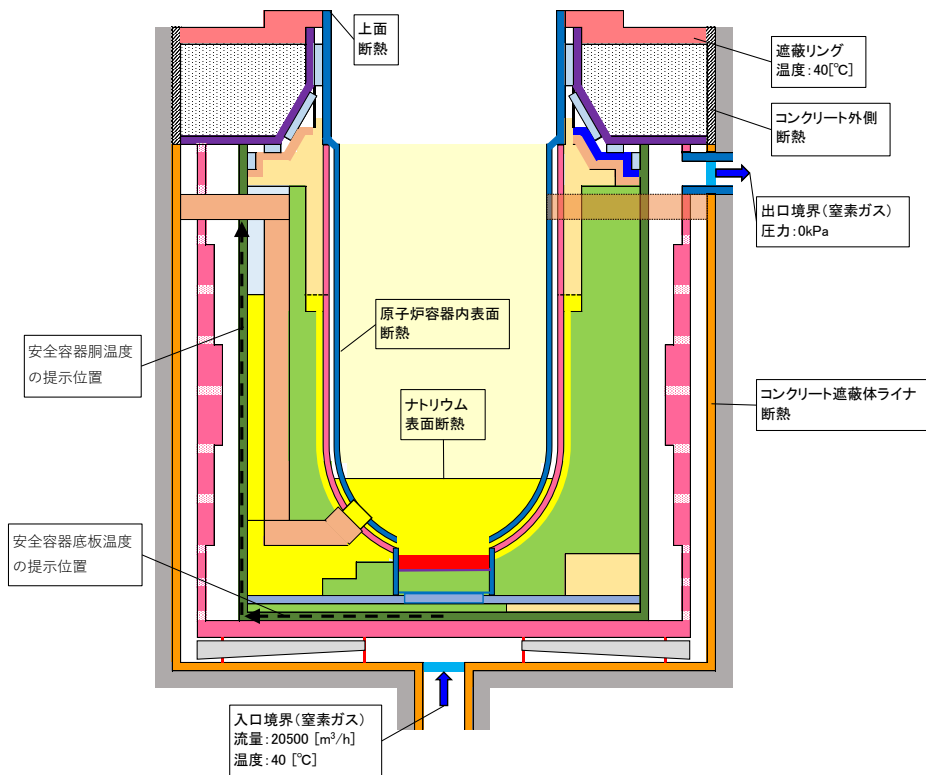 上面
断熱
遮蔽リング
温度:40[℃]
コンクリート外側
断熱
出口境界(窒素ガス)
圧力:0kPa
原子炉容器内表面
断熱
安全容器胴温度
の提示位置
ナトリウム
表面断熱
コンクリート遮蔽体ライナ
断熱
安全容器底板温度
の提示位置
入口境界(窒素ガス)
流量:20500 [m³/h]
温度:40 [℃]